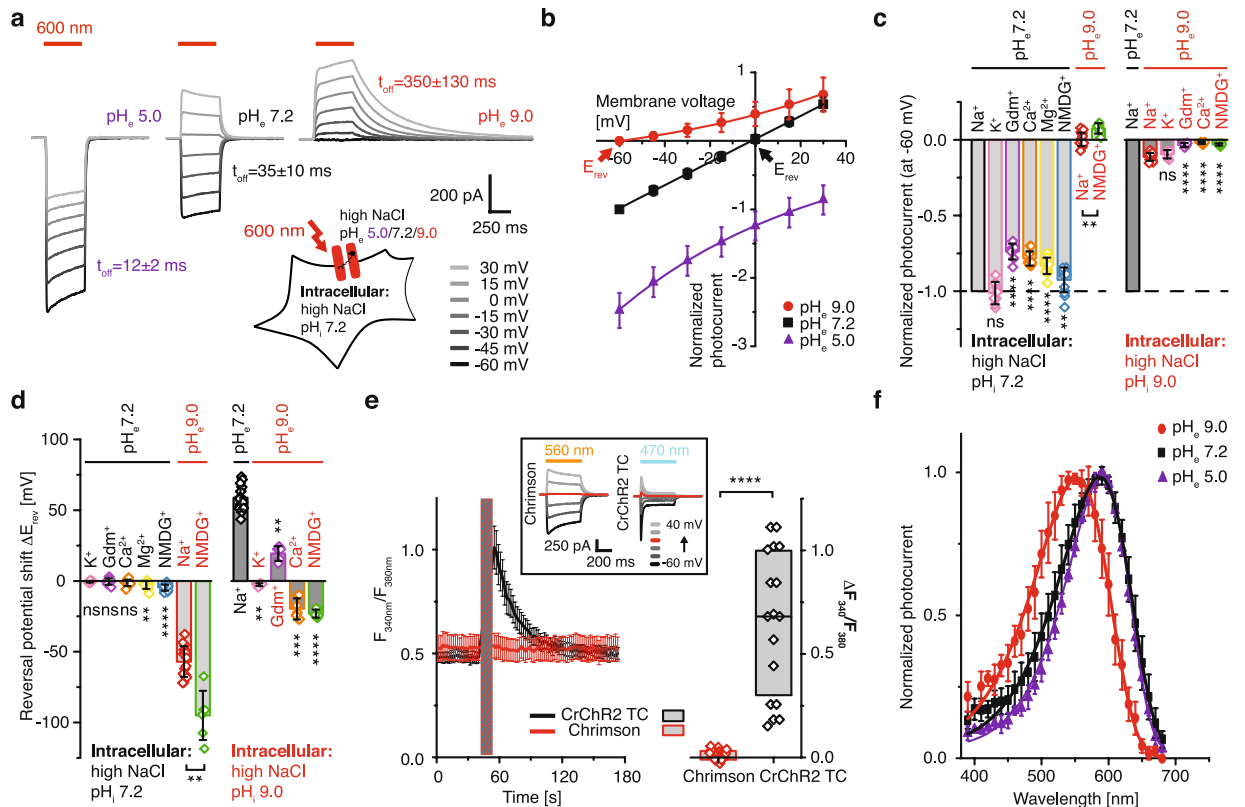 a
600 nm
pHe 5.0
toff=12±2 ms
pHe 7.2
toff=35±10 ms
toff=350±130 ms
pHe 9.0
200 pA
250 ms
600 nm
high NaCl
pHe 5.0/7.2/9.0
Intracellular:
high NaCl
pHi 7.2
30 mV
15 mV
0 mV
-15 mV
-30 mV
-45 mV
-60 mV
b
Membrane voltage
[mV]
1
-60
-40
-20
20
40
Erev
Erev
-1
-2
-3
Normalized
photocurrent
pHe 9.0
pHe 7.2
pHe 5.0
c
pHe 7.2
pHe 9.0
pHe 7.2
pHe 9.0
Normalized photocurrent (at -60 mV)
0.0
-0.5
-1.0
Na+
K+
Gdm+
Ca2+
Mg2+
NMDG+
Na+
NMDG+
Na+
Na+
K+
Gdm+
Ca2+
NMDG+
ns
****
****
****
**
**
ns
****
****
****
Intracellular:
high NaCl
pHi 7.2
Intracellular:
high NaCl
pHi 9.0
d
pHe 7.2
pHe 9.0
pHe 7.2
pHe 9.0
Reversal potential shift ΔErev [mV]
100
50
0
-50
-100
K+
Gdm+
Ca2+
Mg2+
NMDG+
Na+
NMDG+
Na+
K+
Gdm+
Ca2+
NMDG+
ns
ns
ns
**
****
**
**
**
***
****
Intracellular:
high NaCl
pHi 7.2
Intracellular:
high NaCl
pHi 9.0
e
560 nm
470 nm
Chrimson
CrChR2 TC
250 pA
200 ms
40 mV
-60 mV
****
F340nm/F380nm
1.0
0.5
0.0
0
60
120
180
Time [s]
CrChR2 TC
Chrimson
1.0
0.5
0.0
ΔF340/F380
Chrimson CrChR2 TC
f
pHe 9.0
pHe 7.2
pHe 5.0
Normalized photocurrent
1.0
0.5
0.0
400
500
600
700
Wavelength [nm]